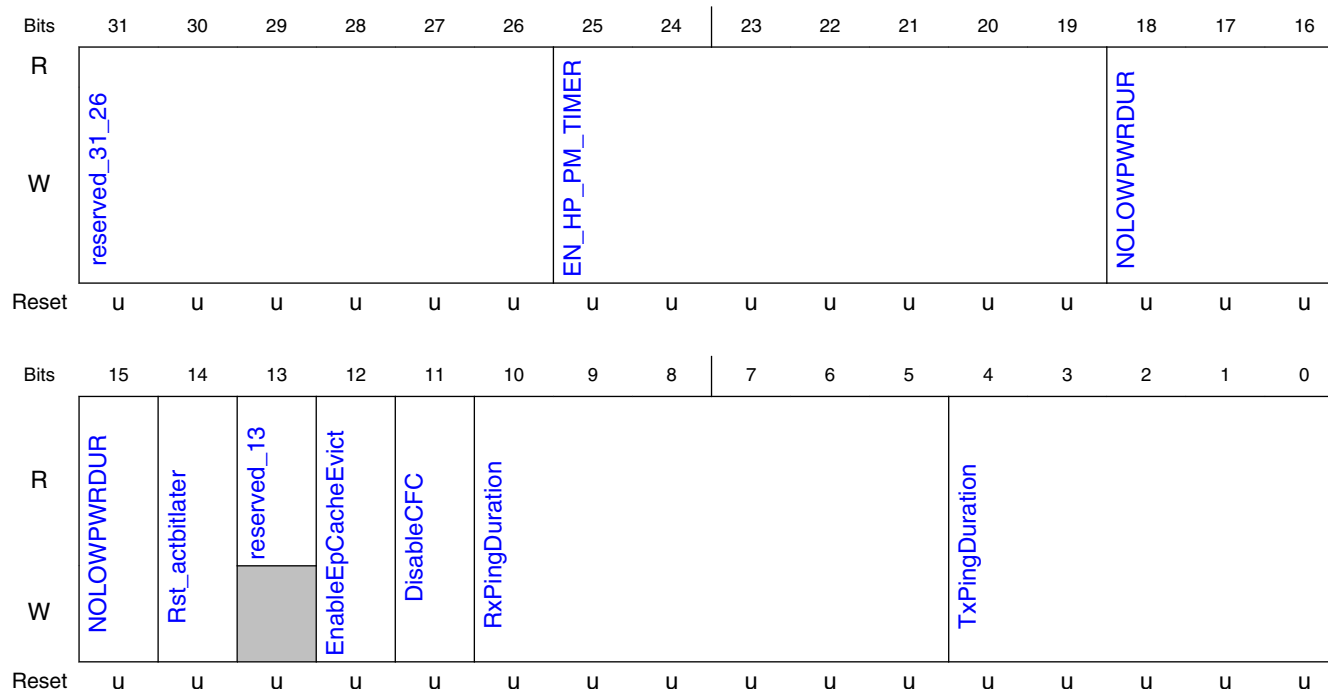 Bits 31 30 29 28 27 26 25 24 23 22 21 20 19 18 17 16
R
W
reserved_31_26
EN_HP_PM_TIMER
NOLOWPWRDUR
Reset u u u u u u u u u u u u u u u u
Bits 15 14 13 12 11 10 9 8 7 6 5 4 3 2 1 0
R
W
NOLOWPWRDUR
Rst_actbitlater
reserved_13
EnableEpCacheEvict
DisableCFC
RxPingDuration
TxPingDuration
Reset u u u u u u u u u u u u u u u u